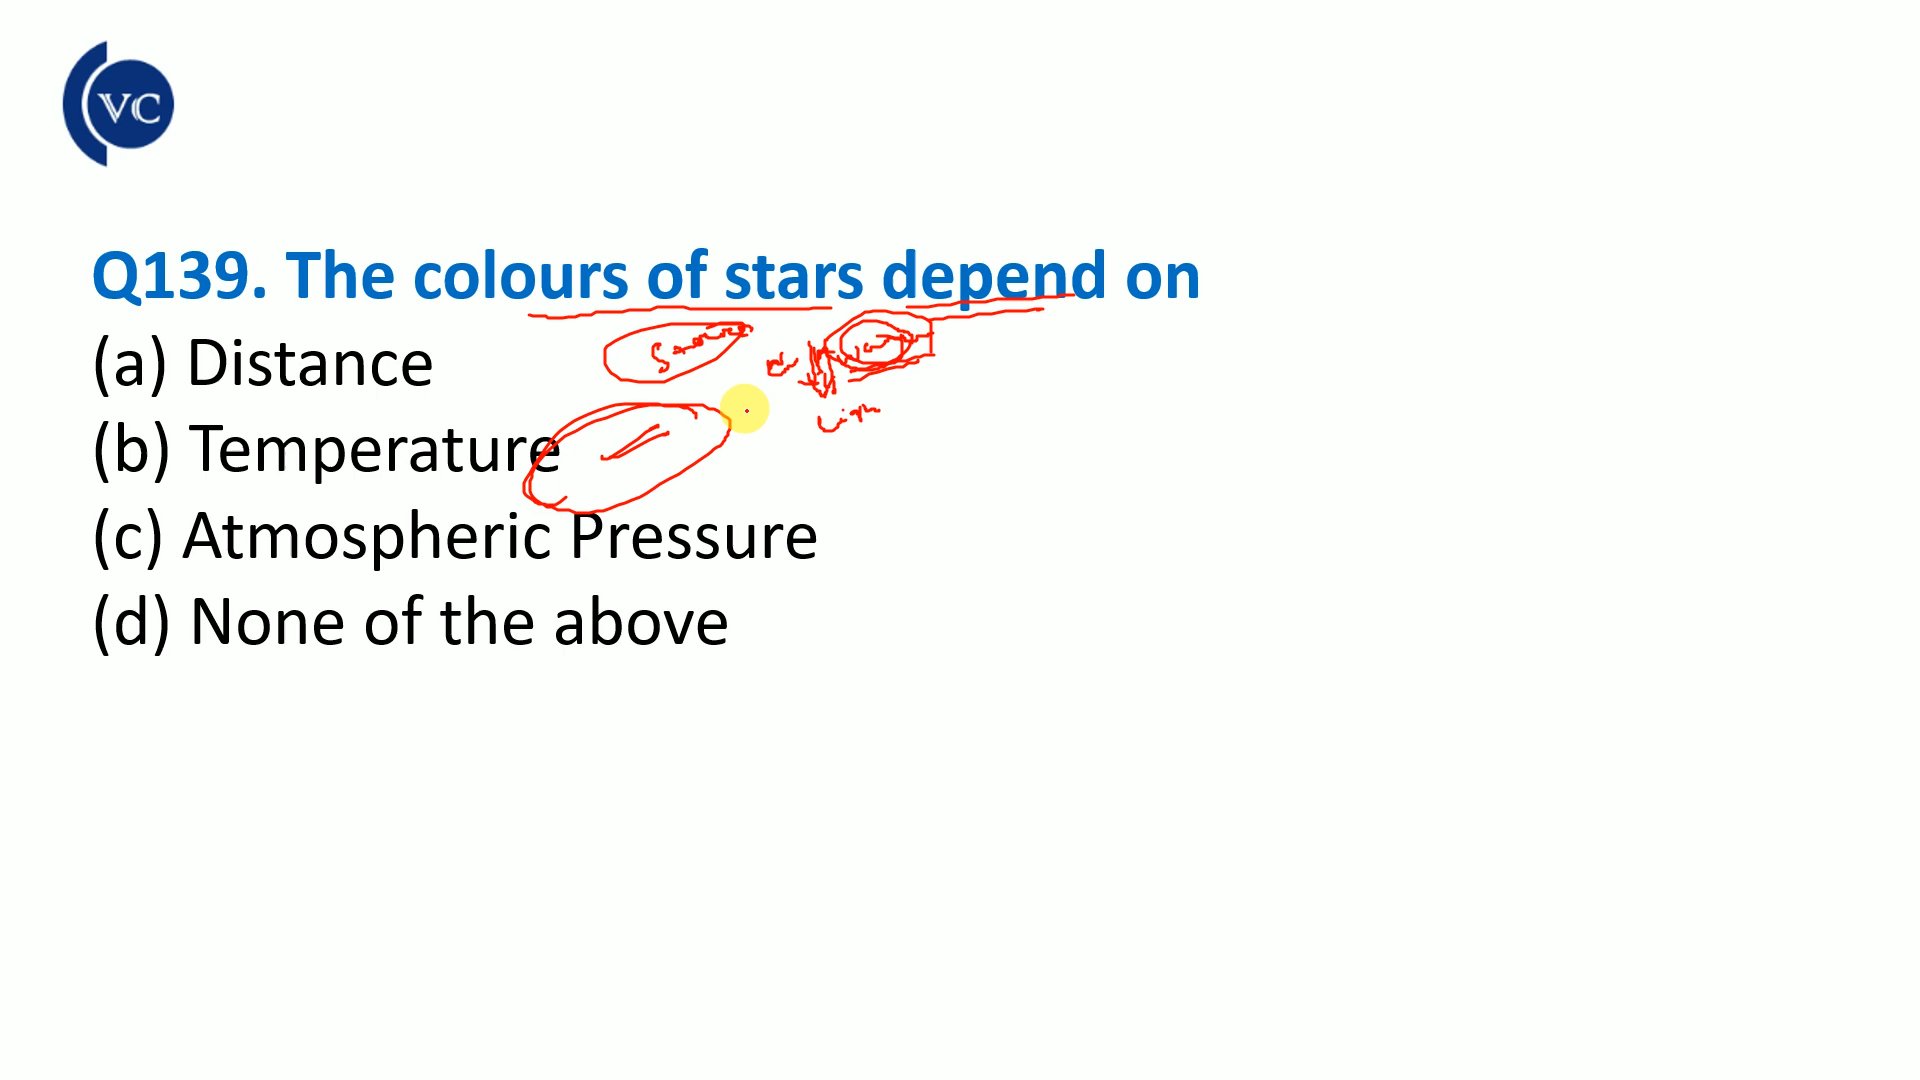 VC
Q139. The colours of stars depend on
(a) Distance
(b) Temperature
(c) Atmospheric Pressure
(d) None of the above